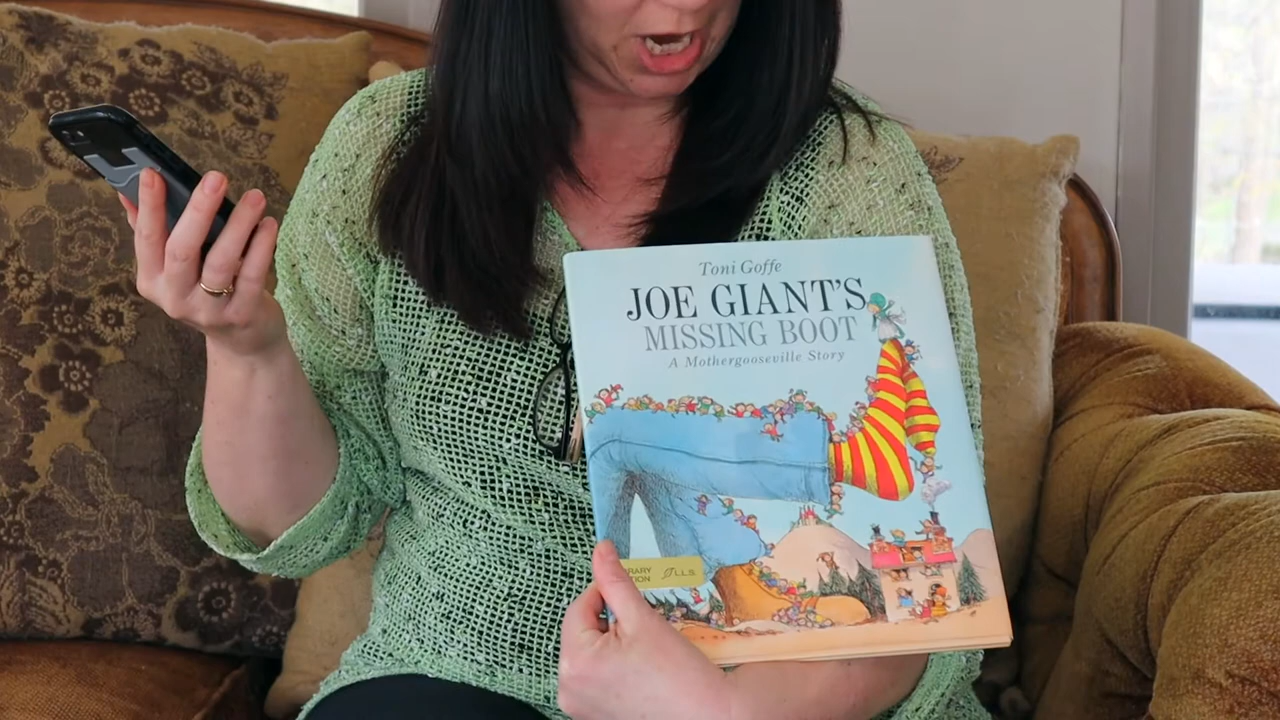 Toni Goffe
JOE GIANT'S
MISSING BOOT
A Mothergooseville Story
L.L.S.